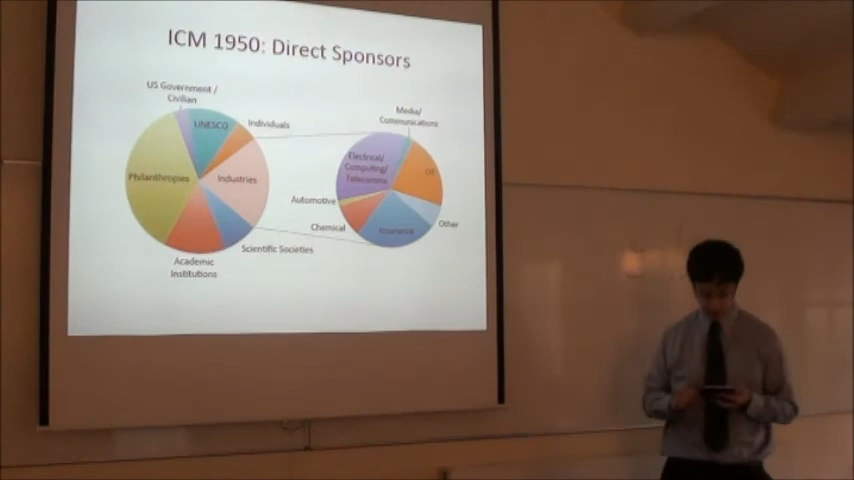 ICM 1950: Direct Sponsors
US Government /
Civilian
UNESCO
Individuals
Philanthropies
Industries
Scientific Societies
Academic
Institutions
Media/
Communications
Electrical/
Computing/
Telecomms
Oil
Automotive
Chemical
Insurance
Other